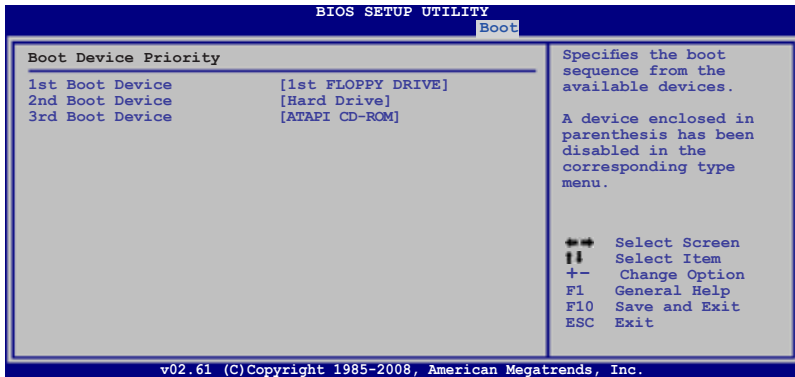 BIOS SETUP UTILITY
Boot
Boot Device Priority
1st Boot Device [1st FLOPPY DRIVE]
2nd Boot Device [Hard Drive]
3rd Boot Device [ATAPI CD-ROM]
Specifies the boot
sequence from the
available devices.
A device enclosed in
parenthesis has been
disabled in the
corresponding type
menu.
Select Screen
Select Item
+- Change Option
F1 General Help
F10 Save and Exit
ESC Exit
v02.61 (C)Copyright 1985-2008, American Megatrends, Inc.